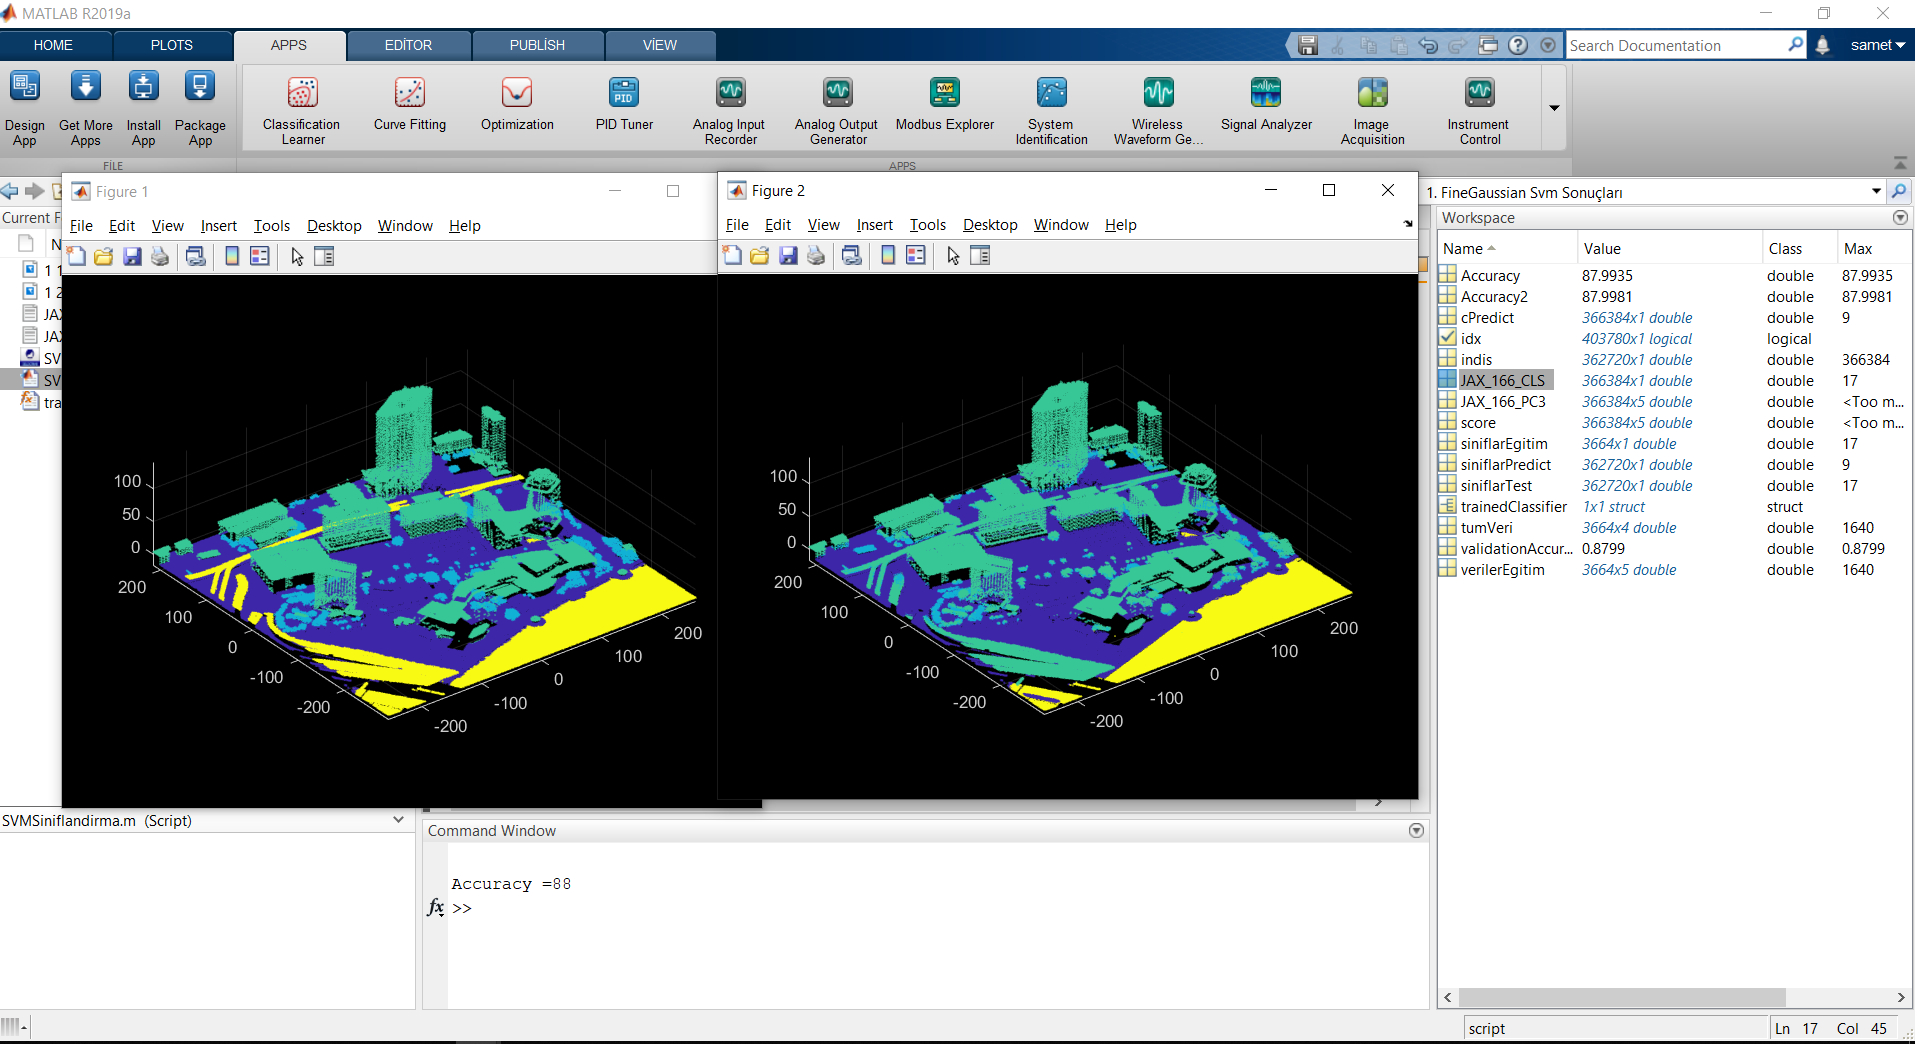 MATLAB R2019a
HOME PLOTS APPS EDİTOR PUBLİSH VİEW
Search Documentation
samet
Design App
Get More Apps
Install App
Package App
FİLE
Classification Learner
Curve Fitting
Optimization
PID
PID Tuner
Analog Input Recorder
Analog Output Generator
Modbus Explorer
System Identification
Wireless Waveform Ge...
Signal Analyzer
Image Acquisition
Instrument Control
APPS
Current F
N
1 1
1 2
JA
JA
SV
SV
tra
Figure 1
File Edit View Insert Tools Desktop Window Help
100
50
0
200
100
0
-100
-200
-200
-100
0
100
200
Figure 2
File Edit View Insert Tools Desktop Window Help
100
50
0
200
100
0
-100
-200
-200
-100
0
100
200
1. FineGaussian Svm Sonuçları
Workspace
Name Value Class Max
Accuracy 87.9935 double 87.9935
Accuracy2 87.9981 double 87.9981
cPredict 366384x1 double double 9
idx 403780x1 logical logical
indis 362720x1 double double 366384
JAX_166_CLS 366384x1 double double 17
JAX_166_PC3 366384x5 double double <Too m...
score 366384x5 double double <Too m...
siniflarEgitim 3664x1 double double 17
siniflarPredict 362720x1 double double 9
siniflarTest 362720x1 double double 17
trainedClassifier 1x1 struct struct
tumVeri 3664x4 double double 1640
validationAccur... 0.8799 double 0.8799
verilerEgitim 3664x5 double double 1640
SVMSiniflandirma.m (Script)
Command Window
Accuracy =88
fx >>
script
Ln 17 Col 45